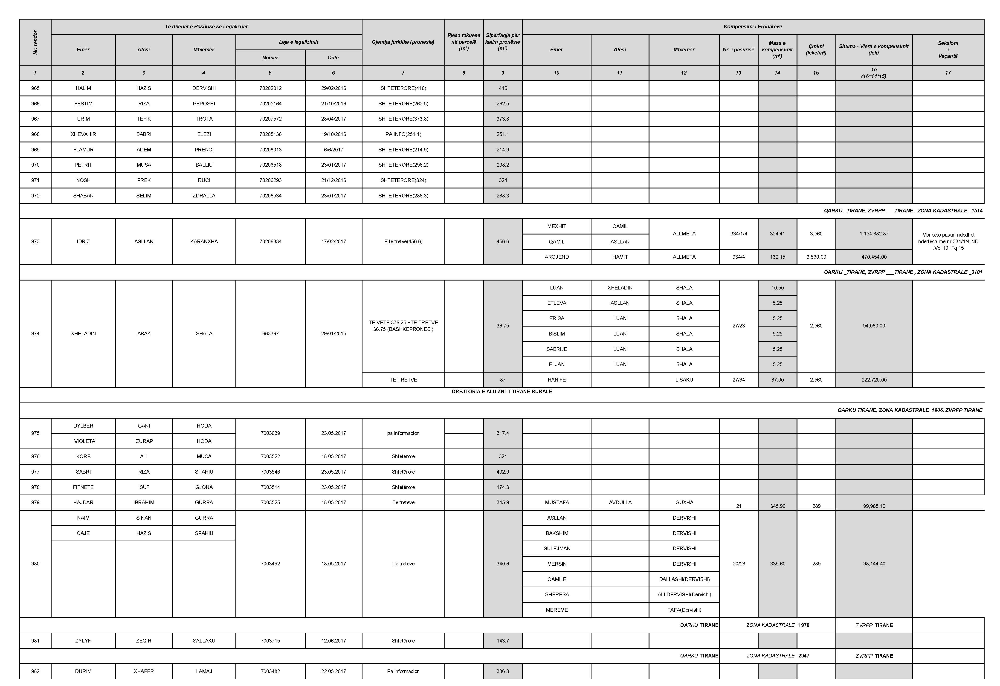 Nr. rendor
Të dhënat e Pasurisë së Legalizuar
Gjendja juridike (pronesia)
Pjesa takuese
në parcelë
(m²)
Sipërfaqja për
kalim pronësie
(m²)
Kompensimi i Pronarëve
Emër
Atësi
Mbiemër
Leja e legalizimit
Numer
Date
Emër
Atësi
Mbiemër
Nr. i pasurisë
Masa e
kompensimit
(m²)
Çmimi
(leke/m²)
Shuma - Vlera e kompensimit
(lek)
Seksioni
i
Veçantë
1 2 3 4 5 6 7 8 9 10 11 12 13 14 15 16 17
(16=14*15)
965 HALIM HAZIS DERVISHI 70202312 29/02/2016 SHTETERORE(416) 416
966 FESTIM RIZA PEPOSHI 70205164 21/10/2016 SHTETERORE(262.5) 262.5
967 URIM TEFIK TROTA 70207572 28/04/2017 SHTETERORE(373.8) 373.8
968 XHEVAHIR SABRI ELEZI 70205138 19/10/2016 PA INFO(251.1) 251.1
969 FLAMUR ADEM PRENCI 70208013 6/6/2017 SHTETERORE(214.9) 214.9
970 PETRIT MUSA BALLIU 70206518 23/01/2017 SHTETERORE(298.2) 298.2
971 NOSH PREK RUCI 70206293 21/12/2016 SHTETERORE(324) 324
972 SHABAN SELIM ZDRALLA 70206534 23/01/2017 SHTETERORE(288.3) 288.3
QARKU _TIRANE, ZVRPP ___TIRANE , ZONA KADASTRALE _1514
973 IDRIZ ASLLAN KARANXHA 70206834 17/02/2017 E te tretve(456.6) 456.6
MEXHIT QAMIL
ALLMETA 334/1/4 324.41 3,560 1,154,882.87
QAMIL ASLLAN
ARGJEND HAMIT ALLMETA 334/4 132.15 3,560.00 470,454.00
Mbi keto pasuri ndodhet
ndertesa me nr.334/1/4-ND
,Vol 10, Fq 15
QARKU _TIRANE, ZVRPP ___TIRANE , ZONA KADASTRALE _3101
974 XHELADIN ABAZ SHALA 663397 29/01/2015
TE VETE 376.25 +TE TRETVE
36.75 (BASHKEPRONESI)
36.75
LUAN XHELADIN SHALA 10.50
ETLEVA ASLLAN SHALA 5.25
ERISA LUAN SHALA 5.25
27/23 2,560 94,080.00
BISLIM LUAN SHALA 5.25
SABRIJE LUAN SHALA 5.25
ELJAN LUAN SHALA 5.25
TE TRETVE 87 HANIFE LISAKU 27/64 87.00 2,560 222,720.00
DREJTORIA E ALUIZNI-T TIRANE RURALE
QARKU TIRANE, ZONA KADASTRALE 1906, ZVRPP TIRANE
975 DYLBER GANI HODA 7003639 23.05.2017 pa informacion 317.4
VIOLETA ZURAP HODA
976 KORB ALI MUCA 7003522 18.05.2017 Shtetërore 321
977 SABRI RIZA SPAHIU 7003546 23.05.2017 Shtetërore 402.9
978 FITNETE ISUF GJONA 7003514 23.05.2017 Shtetërore 174.3
979 HAJDAR IBRAHIM GURRA 7003525 18.05.2017 Te treteve 345.9 MUSTAFA AVDULLA GUXHA 21 345.90 289 99,965.10
NAIM SINAN GURRA ASLLAN DERVISHI
CAJE HAZIS SPAHIU BAKSHIM DERVISHI
SULEJMAN DERVISHI
980 7003492 18.05.2017 Te treteve 340.6 MERSIN DERVISHI 20/28 339.60 289 98,144.40
QAMILE DALLASHI(DERVISHI)
SHPRESA ALLDERVISHI(Dervishi)
MEREME TAFA(Dervishi)
QARKU TIRANE ZONA KADASTRALE 1978 ZVRPP TIRANE
981 ZYLYF ZEQIR SALLAKU 7003715 12.06.2017 Shtetërore 143.7
QARKU TIRANE ZONA KADASTRALE 2947 ZVRPP TIRANE
982 DURIM XHAFER LAMAJ 7003482 22.05.2017 Pa informacion 336.3